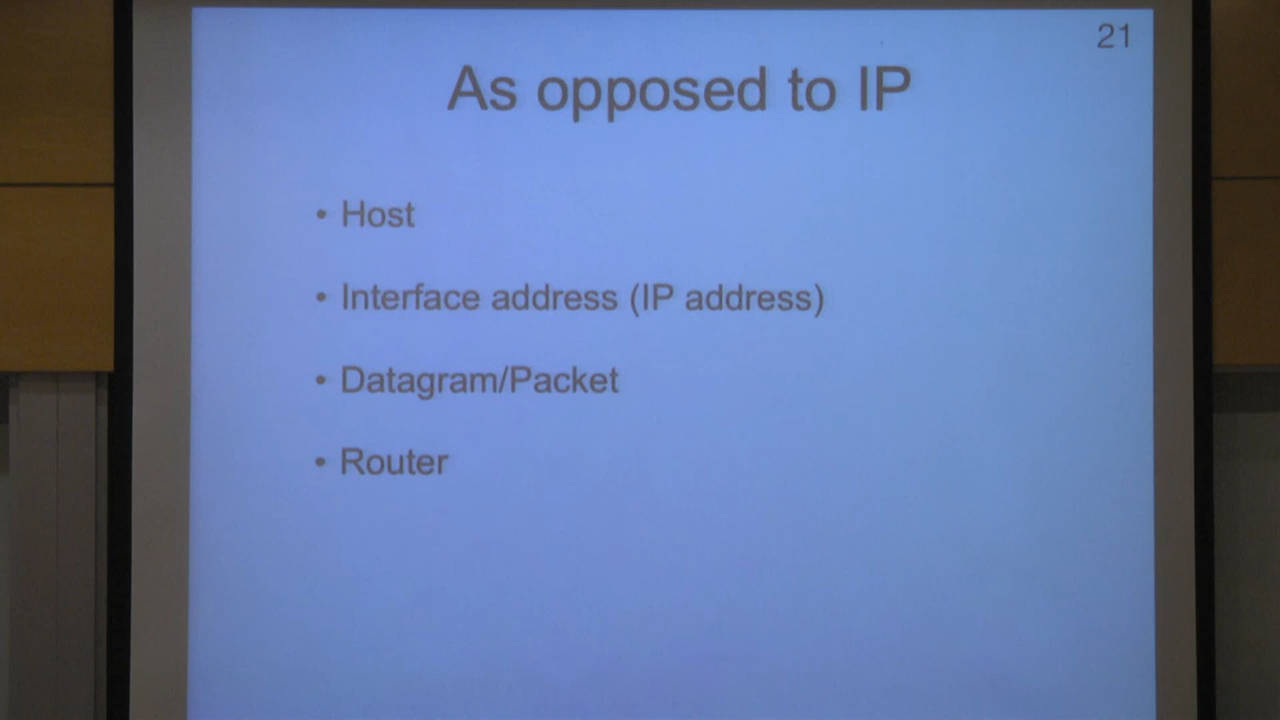 21
As opposed to IP
• Host
• Interface address (IP address)
• Datagram/Packet
• Router